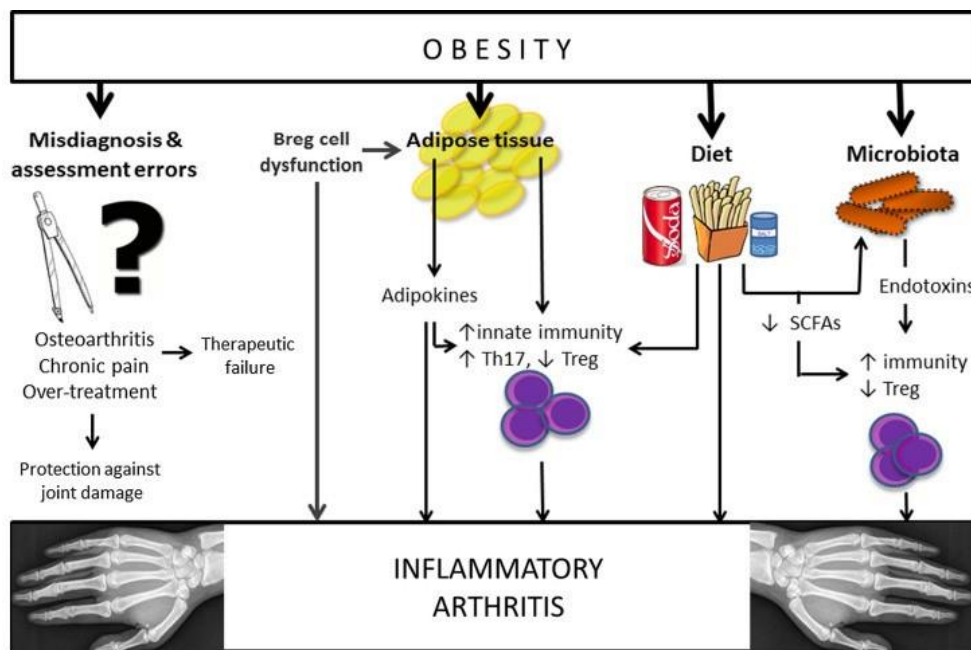 O B E S I T Y
Misdiagnosis &
assessment errors
?
Osteoarthritis
Chronic pain
Over-treatment
Therapeutic
failure
Protection against
joint damage
Breg cell
dysfunction
Adipose tissue
Adipokines
↑innate immunity
↑ Th17, ↓ Treg
Diet
Soda
SALT
↓ SCFAs
Microbiota
Endotoxins
↑ immunity
↓ Treg
INFLAMMATORY
ARTHRITIS